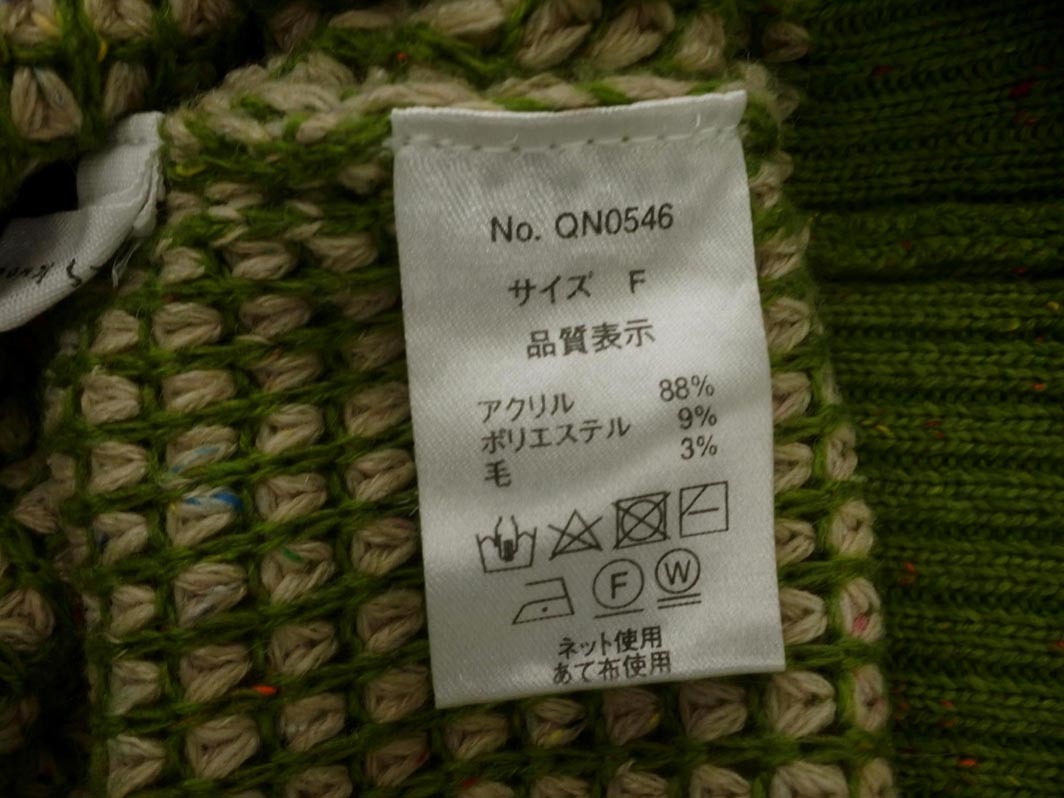 No. QN0546
サイズ F
品質表示
アクリル 88%
ポリエステル 9%
毛 3%
F W
ネット使用
あて布使用